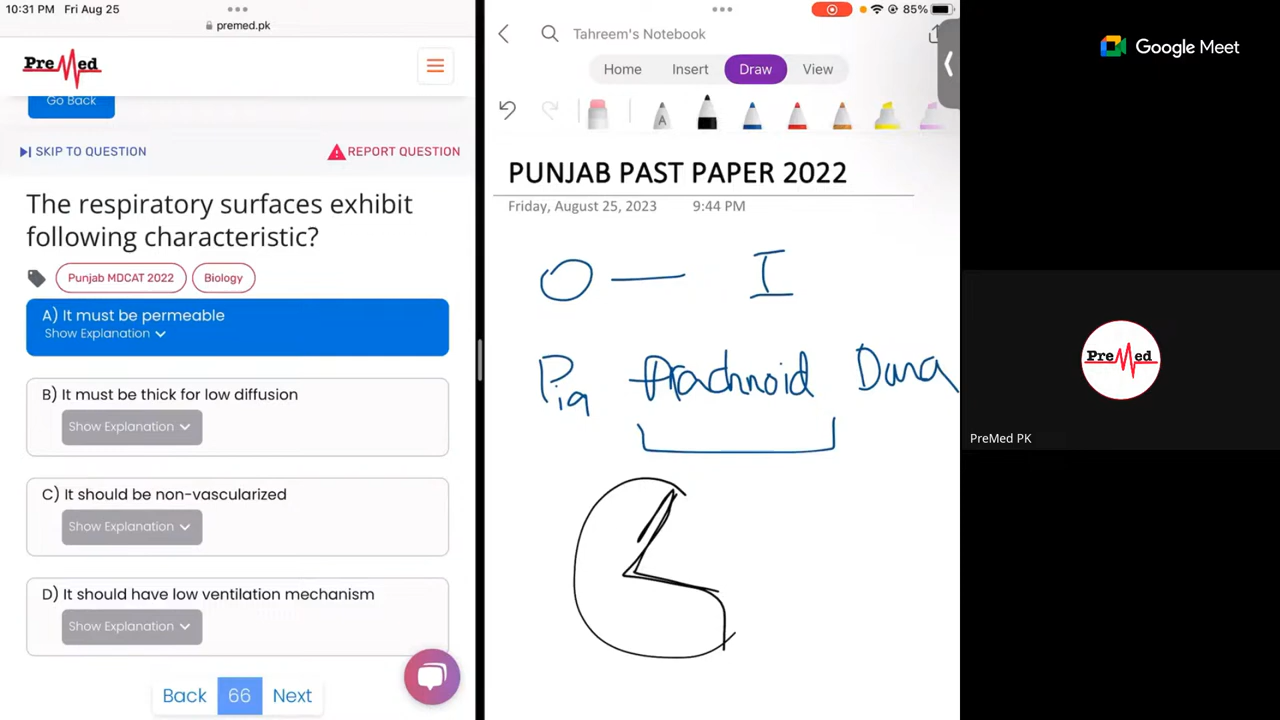 10:31 PM Fri Aug 25
premed.pk
PreMed
Go Back
SKIP TO QUESTION
REPORT QUESTION
The respiratory surfaces exhibit
following characteristic?
Punjab MDCAT 2022
Biology
A) It must be permeable
Show Explanation
B) It must be thick for low diffusion
Show Explanation
C) It should be non-vascularized
Show Explanation
D) It should have low ventilation mechanism
Show Explanation
Back 66 Next
85%
Tahreem's Notebook
Home Insert Draw View
A
PUNJAB PAST PAPER 2022
Friday, August 25, 2023 9:44 PM
O — I
Pia Arachnoid Dura
Google Meet
PreMed
PreMed PK